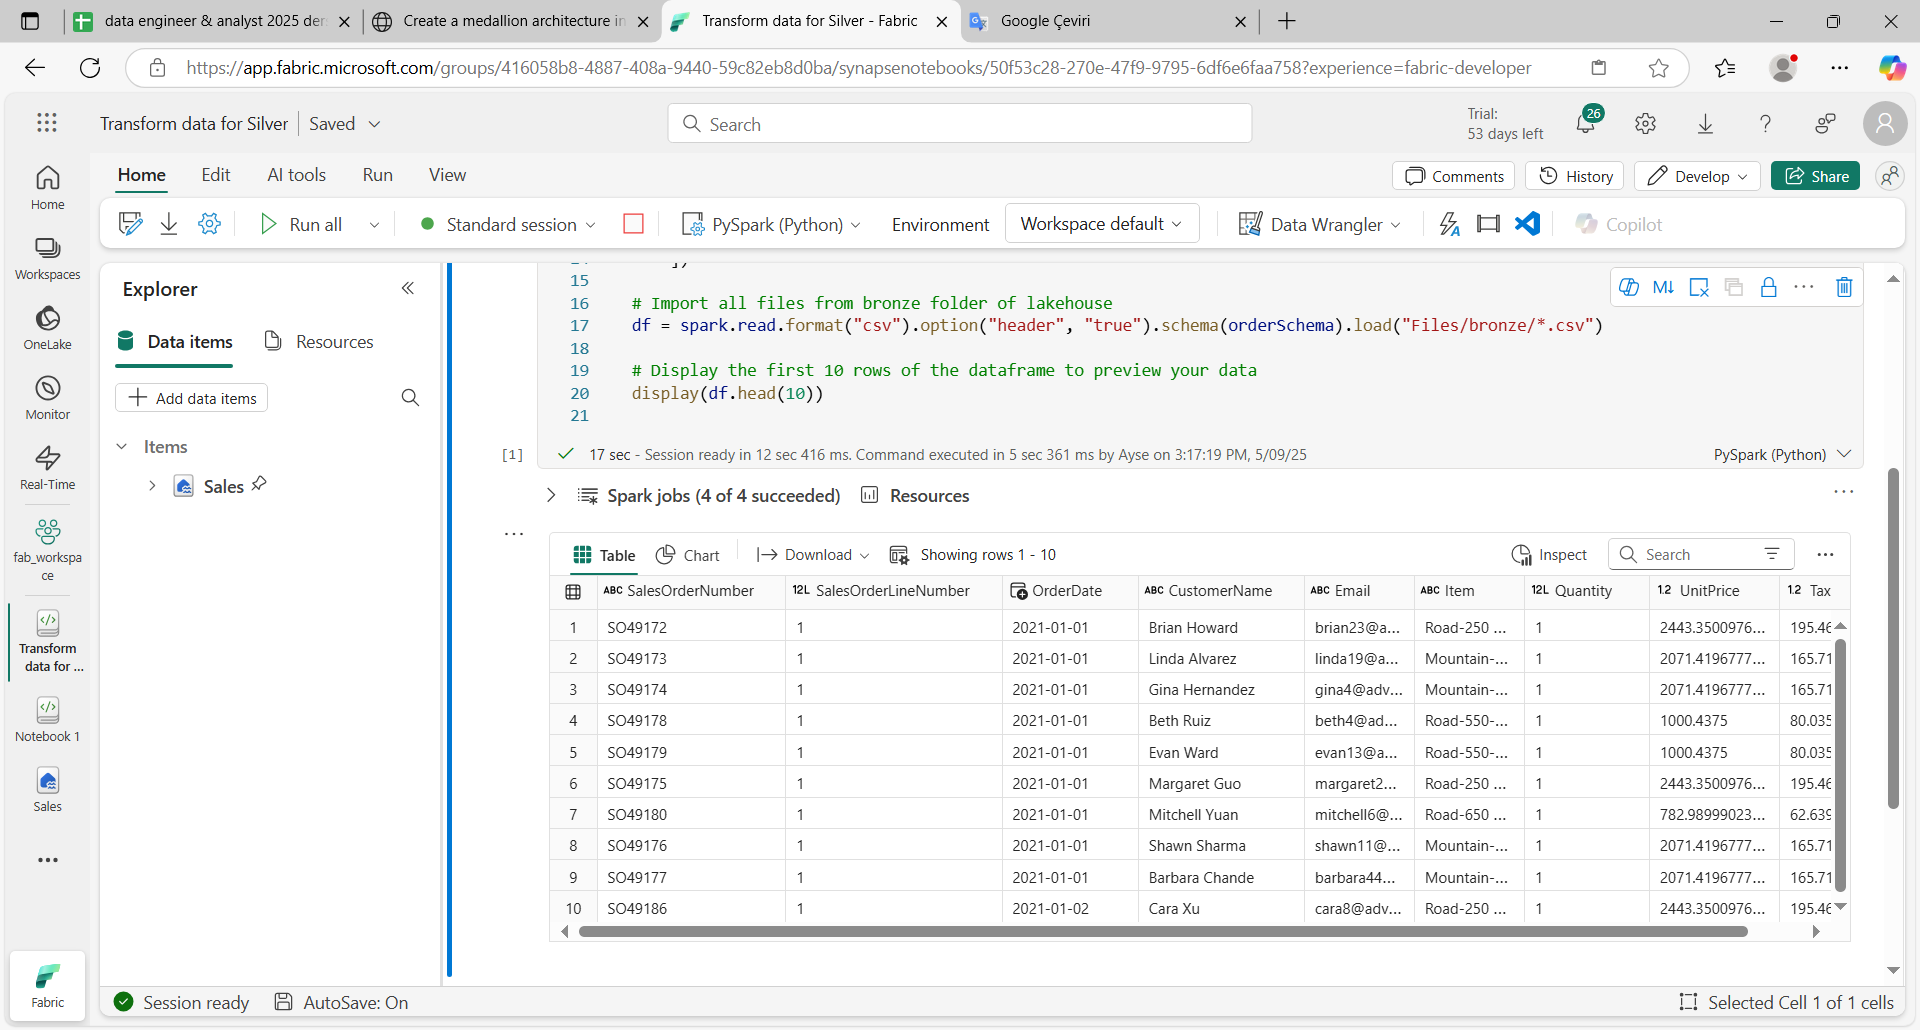 data engineer & analyst 2025 der
Create a medallion architecture in
Transform data for Silver - Fabric
Google Çeviri
https://app.fabric.microsoft.com/groups/416058b8-4887-408a-9440-59c82eb8d0ba/synapsenotebooks/50f53c28-270e-47f9-9795-6df6e6faa758?experience=fabric-developer
Transform data for Silver
Saved
Search
Trial:
53 days left
26
Home
Edit
AI tools
Run
View
Comments
History
Develop
Share
Run all
Standard session
PySpark (Python)
Environment
Workspace default
Data Wrangler
Copilot
Home
Workspaces
OneLake
Monitor
Real-Time
fab_workspa
ce
Transform
data for ...
Notebook 1
Sales
Fabric
Explorer
Data items
Resources
Add data items
Items
Sales
15
16 # Import all files from bronze folder of lakehouse
17 df = spark.read.format("csv").option("header", "true").schema(orderSchema).load("Files/bronze/*.csv")
18
19 # Display the first 10 rows of the dataframe to preview your data
20 display(df.head(10))
21
[1] 17 sec - Session ready in 12 sec 416 ms. Command executed in 5 sec 361 ms by Ayse on 3:17:19 PM, 5/09/25 PySpark (Python)
Spark jobs (4 of 4 succeeded) Resources
Table Chart Download Showing rows 1 - 10 Inspect Search
ABC SalesOrderNumber 12L SalesOrderLineNumber OrderDate ABC CustomerName ABC Email ABC Item 12L Quantity 1.2 UnitPrice 1.2 Tax
1 SO49172 1 2021-01-01 Brian Howard brian23@a... Road-250 ... 1 2443.3500976... 195.46
2 SO49173 1 2021-01-01 Linda Alvarez linda19@a... Mountain-... 1 2071.4196777... 165.71
3 SO49174 1 2021-01-01 Gina Hernandez gina4@adv... Mountain-... 1 2071.4196777... 165.71
4 SO49178 1 2021-01-01 Beth Ruiz beth4@ad... Road-550-... 1 1000.4375 80.035
5 SO49179 1 2021-01-01 Evan Ward evan13@a... Road-550-... 1 1000.4375 80.035
6 SO49175 1 2021-01-01 Margaret Guo margaret2... Road-250 ... 1 2443.3500976... 195.46
7 SO49180 1 2021-01-01 Mitchell Yuan mitchell6@... Road-650 ... 1 782.98999023... 62.639
8 SO49176 1 2021-01-01 Shawn Sharma shawn11@... Mountain-... 1 2071.4196777... 165.71
9 SO49177 1 2021-01-01 Barbara Chande barbara44... Mountain-... 1 2071.4196777... 165.71
10 SO49186 1 2021-01-02 Cara Xu cara8@adv... Road-250 ... 1 2443.3500976... 195.46
Session ready
AutoSave: On
Selected Cell 1 of 1 cells